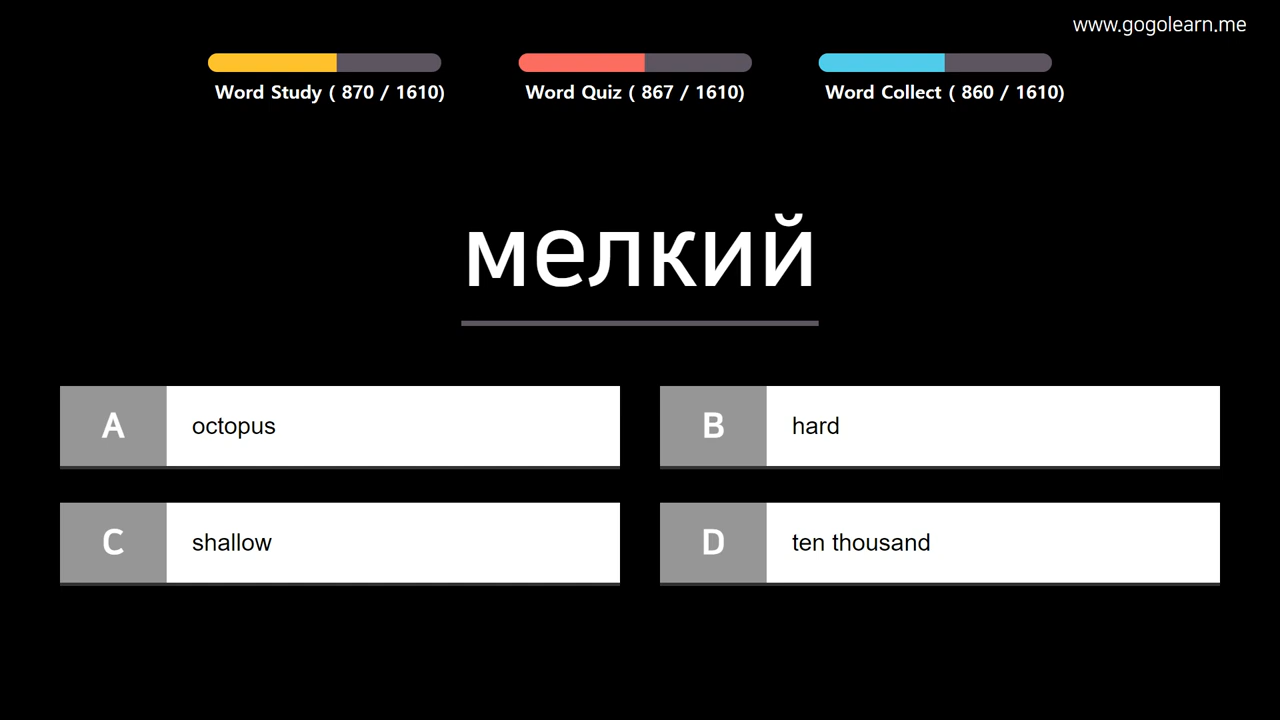 www.gogolearn.me
Word Study ( 870 / 1610)
Word Quiz ( 867 / 1610)
Word Collect ( 860 / 1610)
мелкий
A octopus
B hard
C shallow
D ten thousand